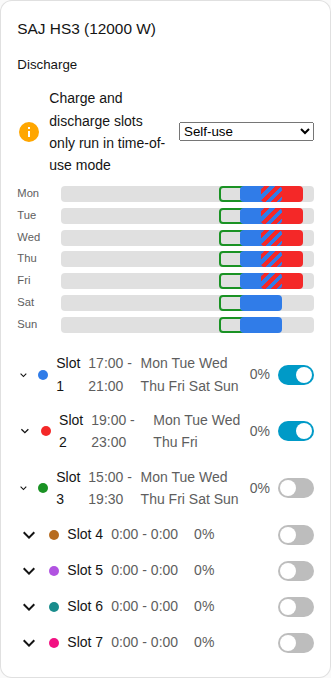 SAJ HS3 (12000 W)
Discharge
Charge and
discharge slots
only run in time-of-
use mode
Self-use
Mon
Tue
Wed
Thu
Fri
Sat
Sun
Slot 17:00 - Mon Tue Wed
1 21:00 Thu Fri Sat Sun 0%
Slot 19:00 - Mon Tue Wed
2 23:00 Thu Fri 0%
Slot 15:00 - Mon Tue Wed
3 19:30 Thu Fri Sat Sun 0%
Slot 4 0:00 - 0:00 0%
Slot 5 0:00 - 0:00 0%
Slot 6 0:00 - 0:00 0%
Slot 7 0:00 - 0:00 0%